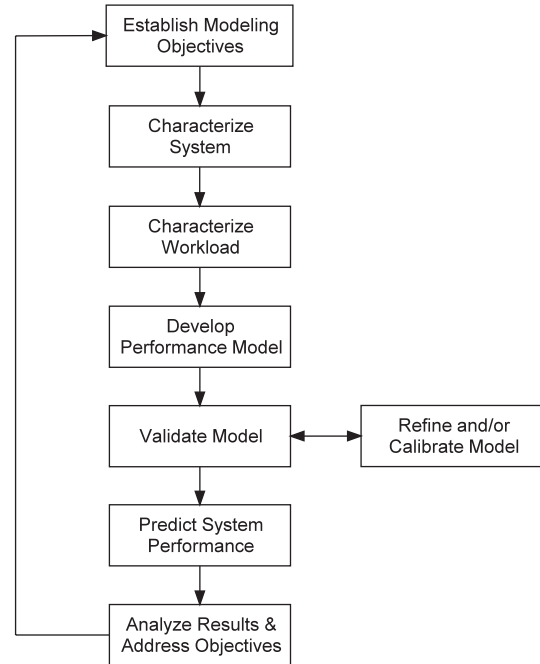 Establish Modeling
Objectives
Characterize
System
Characterize
Workload
Develop
Performance Model
Validate Model
Refine and/or
Calibrate Model
Predict System
Performance
Analyze Results &
Address Objectives